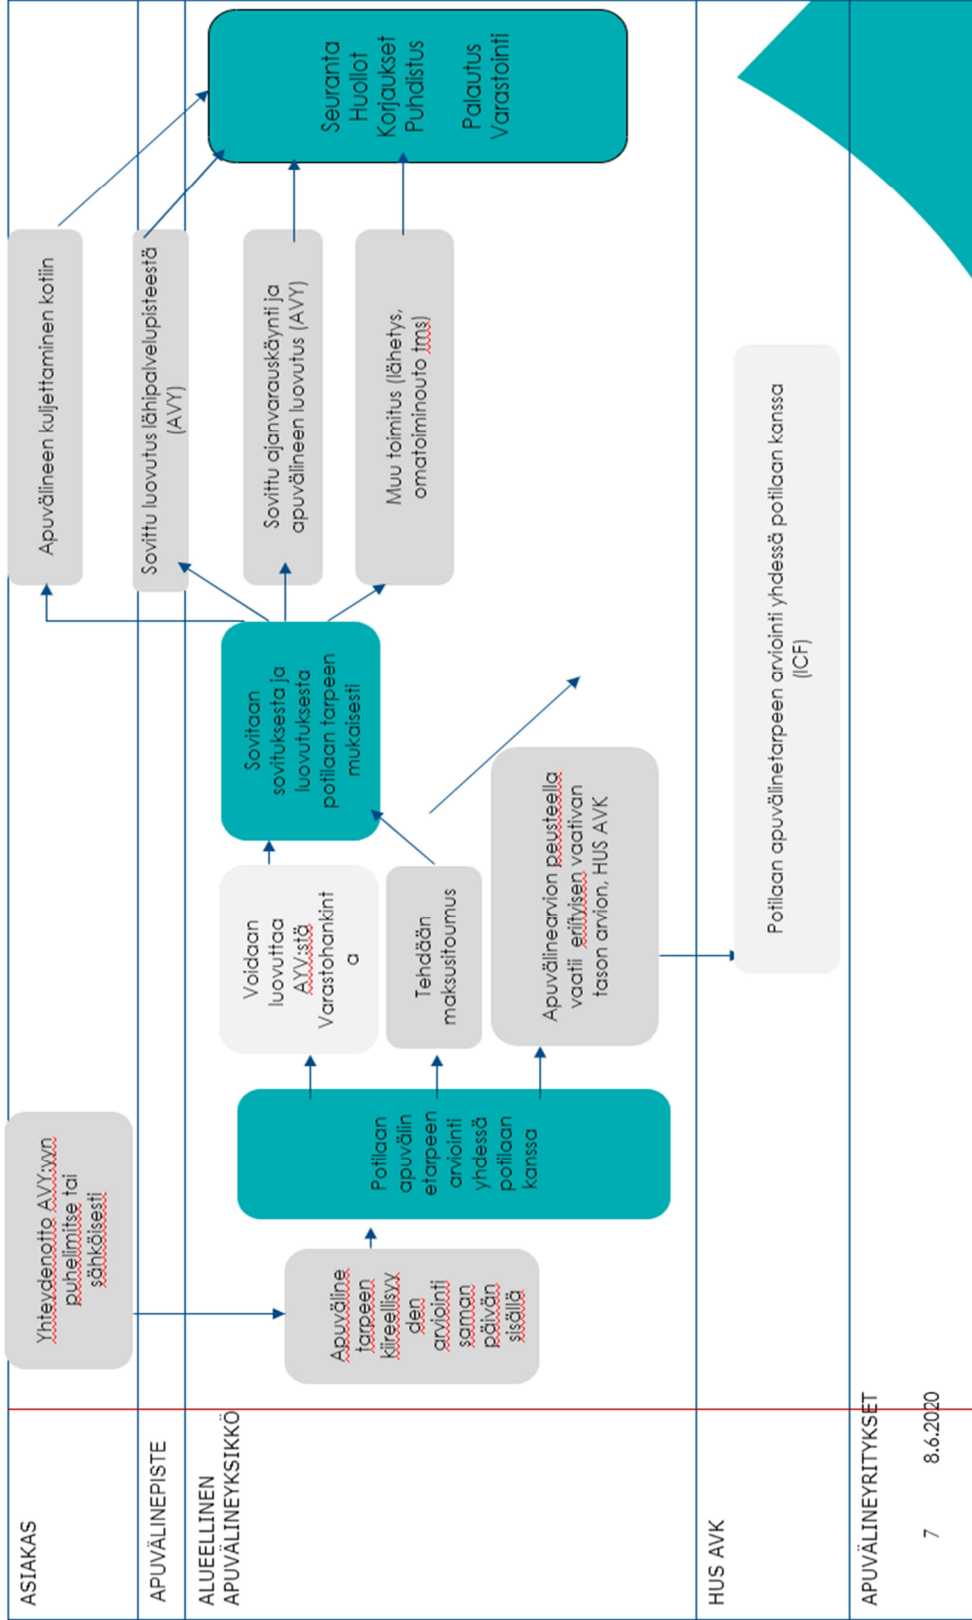 ASIAKAS
Yhteydenotto AVY:yyn
puhelimitse tai
sähköisesti
Apuvälineen kuljettaminen kotiin
APUVÄLINEPISTE
Sovittu luovutus lähipalvelupisteestä
(AVY)
ALUEELLINEN
APUVÄLINEYKSIKKÖ
Apuväline
tarpeen
kiireellisyy
den
arviointi
saman
päivän
sisällä
Potilaan
apuvälin
etarpeen
arviointi
yhdessä
potilaan
kanssa
Voidaan
luovuttaa
AYV:stä
Varastohankint
a
Tehdään
maksusitoumus
Apuvälinearvion peusteella
vaatii eriityisen vaativan
tason arvion, HUS AVK
Sovitaan
sovituksesta ja
luovutuksesta
potilaan tarpeen
mukaisesti
Sovittu ajanvarauskäynti ja
apuvälineen luovutus (AVY)
Muu toimitus (lähetys,
omatoiminouto tms)
Seuranta
Huollot
Korjaukset
Puhdistus
Palautus
Varastointi
HUS AVK
Potilaan apuvälinetarpeen arviointi yhdessä potilaan kanssa
(ICF)
APUVÄLINEYRITYKSET
7 8.6.2020